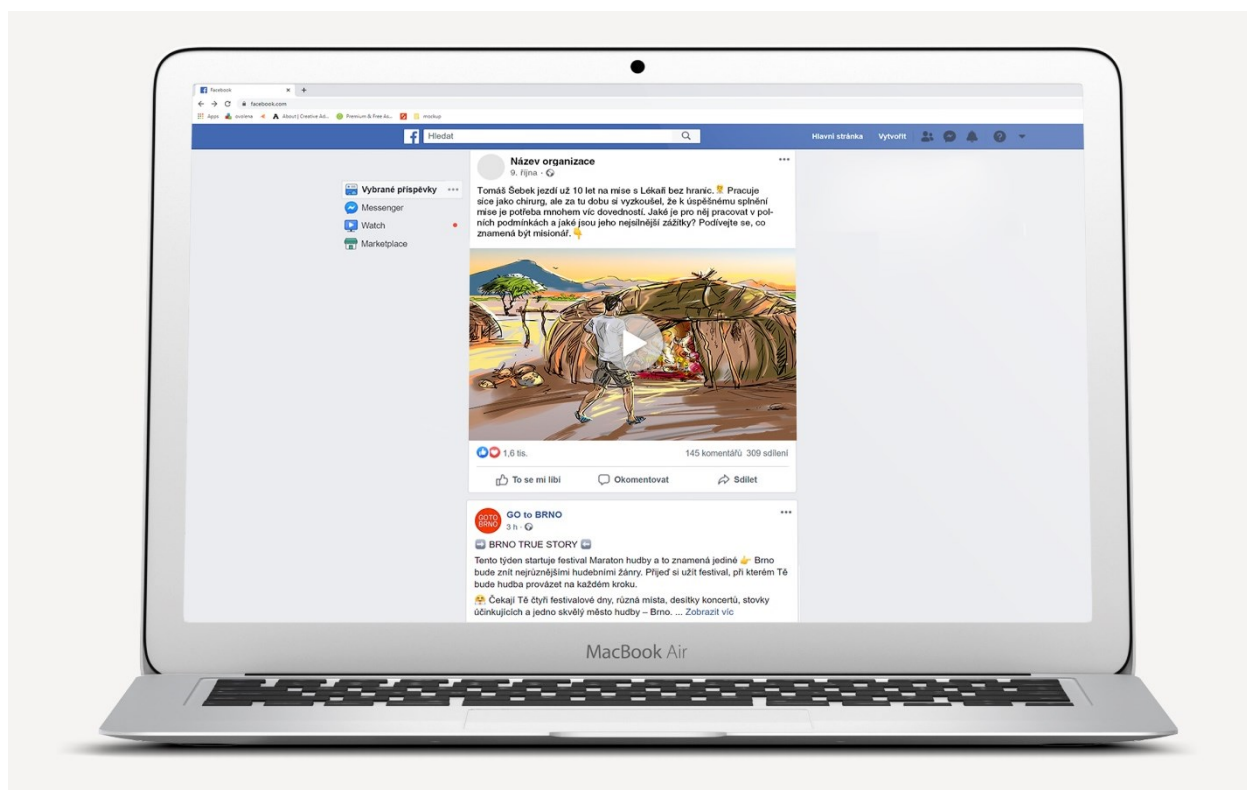 Facebook
facebook.com
Apps avolena About | Creative Ad... Premium & Free Au... mockup
Hledat
Hlavní stránka Vytvořit
Vybrané příspěvky
Messenger
Watch
Marketplace
Název organizace
9. října
Tomáš Šebek jezdí už 10 let na mise s Lékaři bez hranic. Pracuje
sice jako chirurg, ale za tu dobu si vyzkoušel, že k úspěšnému splnění
mise je potřeba mnohem víc dovedností. Jaké je pro něj pracovat v pol-
ních podmínkách a jaké jsou jeho nejsilnější zážitky? Podívejte se, co
znamená být misionář.
1,6 tis.
145 komentářů 309 sdílení
To se mi líbí Okomentovat Sdílet
GOTO
BRNO
GO to BRNO
3 h
BRNO TRUE STORY
Tento týden startuje festival Maraton hudby a to znamená jediné Brno
bude znít nejrůznějšími hudebními žánry. Přijeď si užít festival, při kterém Tě
bude hudba provázet na každém kroku.
Čekají Tě čtyři festivalové dny, různá místa, desítky koncertů, stovky
účinkujících a jedno skvělý město hudby – Brno. ... Zobrazit víc
MacBook Air